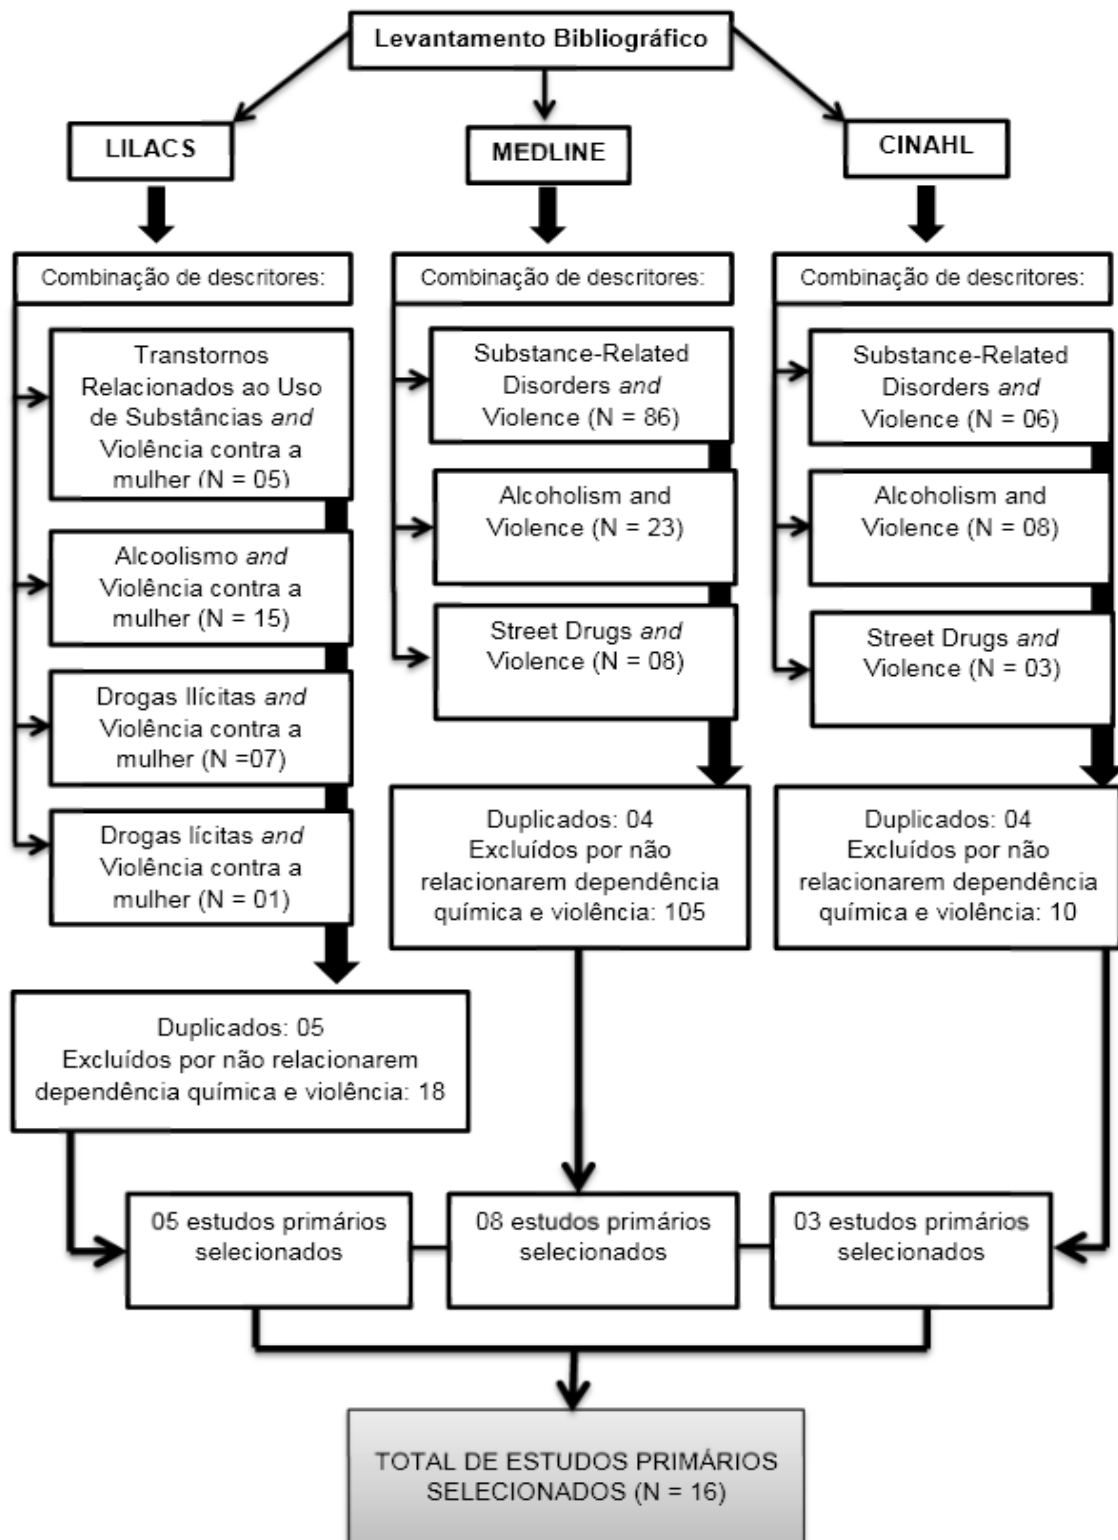 Levantamento Bibliográfico
LILACS
MEDLINE
CINAHL
Combinação de descritores:
Transtornos
Relacionados ao Uso
de Substâncias and
Violência contra a
mulher (N = 05)
Alcoolismo and
Violência contra a
mulher (N = 15)
Drogas Ilícitas and
Violência contra a
mulher (N =07)
Drogas lícitas and
Violência contra a
mulher (N = 01)
Duplicados: 05
Excluídos por não relacionarem
dependência química e violência: 18
Combinação de descritores:
Substance-Related
Disorders and
Violence (N = 86)
Alcoholism and
Violence (N = 23)
Street Drugs and
Violence (N = 08)
Duplicados: 04
Excluídos por não
relacionarem dependência
química e violência: 105
Combinação de descritores:
Substance-Related
Disorders and
Violence (N = 06)
Alcoholism and
Violence (N = 08)
Street Drugs and
Violence (N = 03)
Duplicados: 04
Excluídos por não
relacionarem dependência
química e violência: 10
05 estudos primários
selecionados
08 estudos primários
selecionados
03 estudos primários
selecionados
TOTAL DE ESTUDOS PRIMÁRIOS
SELECIONADOS (N = 16)